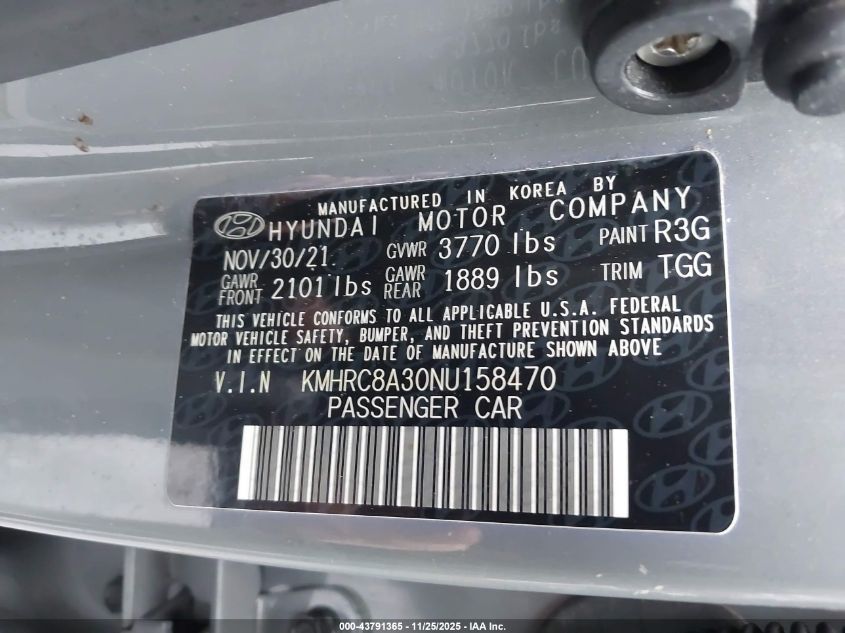 MANUFACTURED IN KOREA BY
HYUNDAI MOTOR COMPANY
NOV/30/21. GVWR 3770 lbs PAINT R3G
GAWR FRONT 2101 lbs GAWR REAR 1889 lbs TRIM TGG
THIS VEHICLE CONFORMS TO ALL APPLICABLE U.S.A. FEDERAL
MOTOR VEHICLE SAFETY, BUMPER, AND THEFT PREVENTION STANDARDS
IN EFFECT ON THE DATE OF MANUFACTURE SHOWN ABOVE
V.I.N KMHRC8A30NU158470
PASSENGER CAR
000-43791365 - 11/25/2025 - IAA Inc.